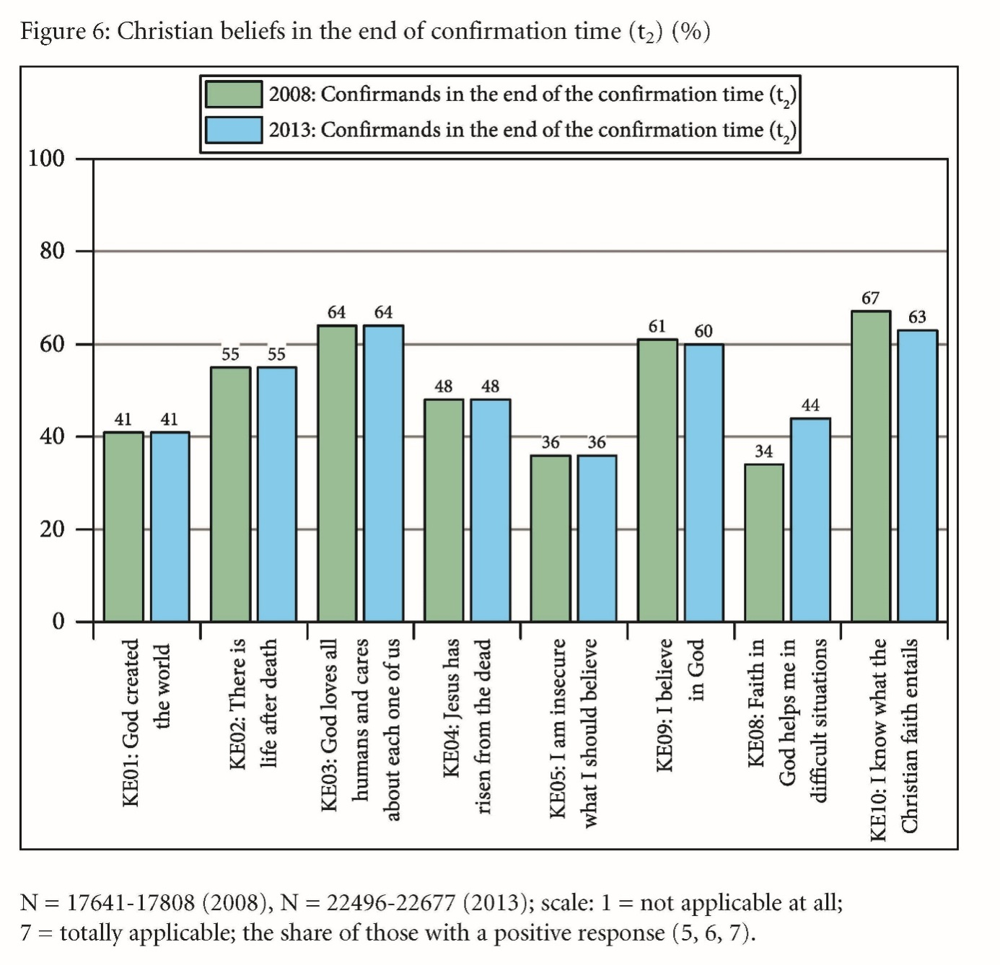 Figure 6: Christian beliefs in the end of confirmation time (t₂) (%)
2008: Confirmands in the end of the confirmation time (t₂)
2013: Confirmands in the end of the confirmation time (t₂)
100
80
60
40
20
0
41
41
55
55
64
64
48
48
36
36
61
60
34
44
67
63
KE01: God created
the world
KE02: There is
life after death
KE03: God loves all
humans and cares
about each one of us
KE04: Jesus has
risen from the dead
KE05: I am insecure
what I should believe
KE09: I believe
in God
KE08: Faith in
God helps me in
difficult situations
KE10: I know what the
Christian faith entails
N = 17641-17808 (2008), N = 22496-22677 (2013); scale: 1 = not applicable at all;
7 = totally applicable; the share of those with a positive response (5, 6, 7).